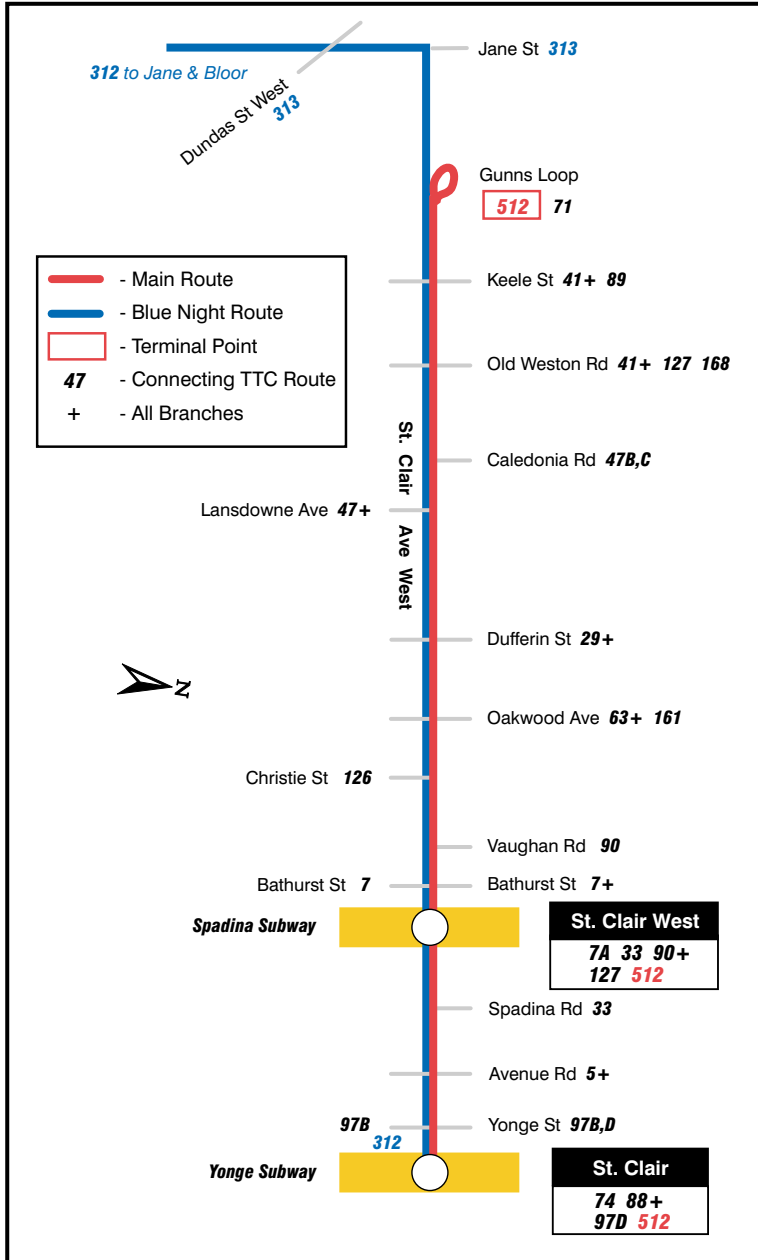 Jane St 313
312 to Jane & Bloor
Dundas St West
313
Gunns Loop
512 71
Keele St 41+ 89
- Main Route
- Blue Night Route
- Terminal Point
47 - Connecting TTC Route
+ - All Branches
Old Weston Rd 41+ 127 168
St. Clair Ave West
Caledonia Rd 47B,C
Lansdowne Ave 47+
Dufferin St 29+
N
Oakwood Ave 63+ 161
Christie St 126
Vaughan Rd 90
Bathurst St 7
Bathurst St 7+
Spadina Subway
St. Clair West
7A 33 90+
127 512
Spadina Rd 33
Avenue Rd 5+
97B
312
Yonge St 97B,D
Yonge Subway
St. Clair
74 88+
97D 512